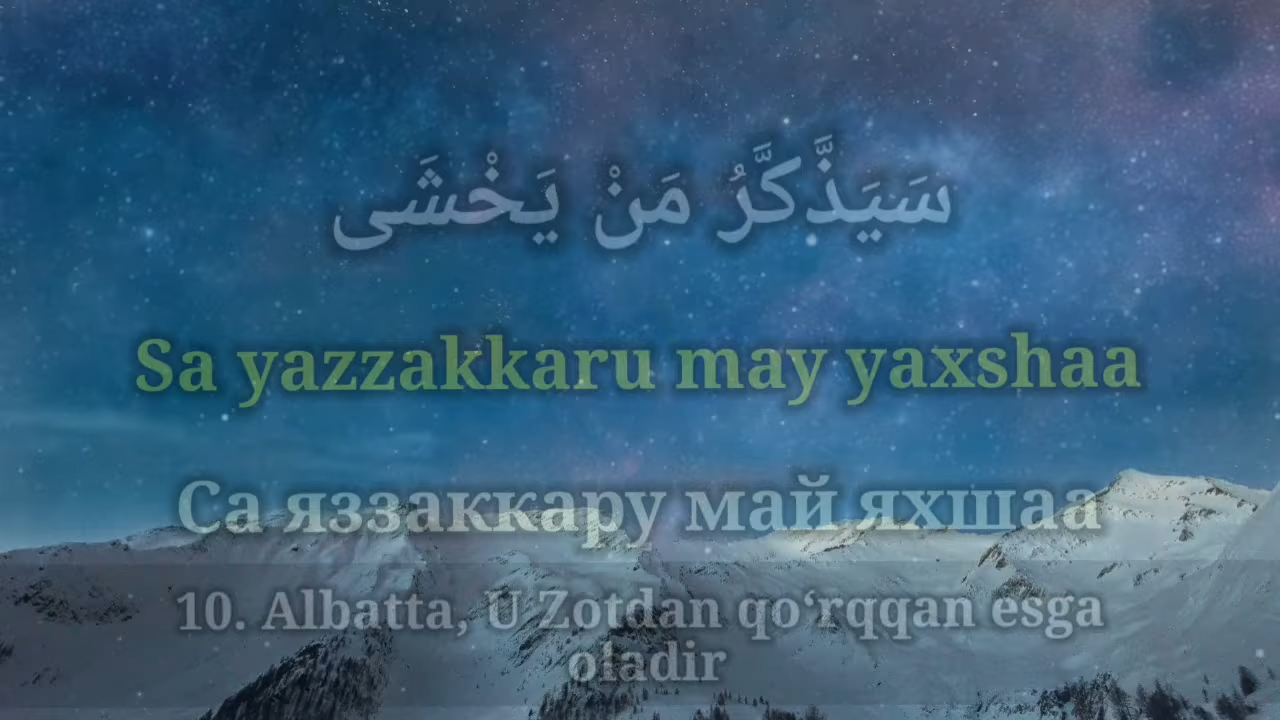 سَيَذَّكَّرُ مَنْ يَخْشَى
Sa yazzakkaru may yaxshaa
Са яззаккару май яхшаа
10. Albatta, U Zotdan qo‘rqqan esga
oladir